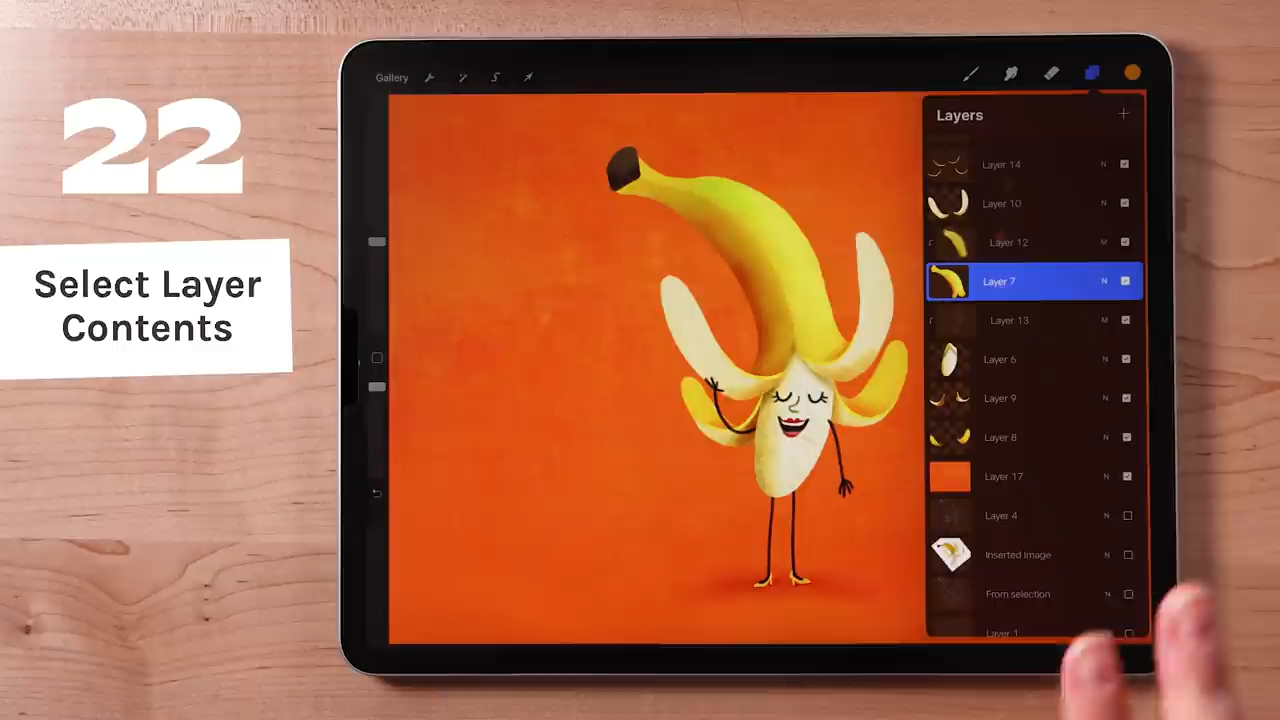 22
Select Layer
Contents
Gallery
Layers
Layer 14 N
Layer 10 N
Layer 12 M
Layer 7 N
Layer 13 M
Layer 6 N
Layer 9 N
Layer 8 N
Layer 17 N
Layer 4 N
Inserted Image N
From selection N
Layer 1